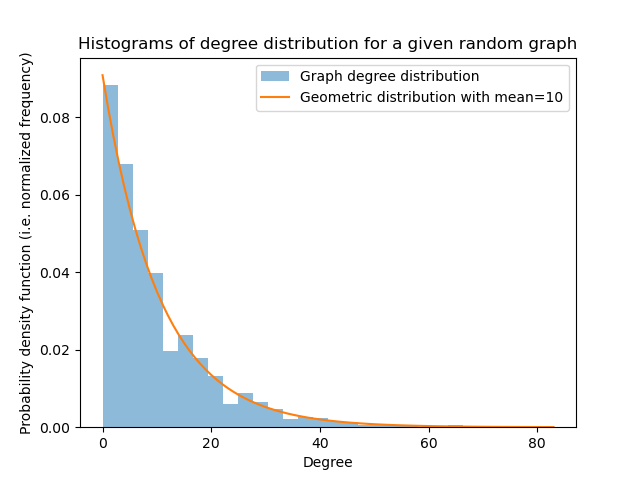 Histograms of degree distribution for a given random graph
Graph degree distribution
Geometric distribution with mean=10
Probability density function (i.e. normalized frequency)
0.08
0.06
0.04
0.02
0.00
0
20
40
60
80
Degree